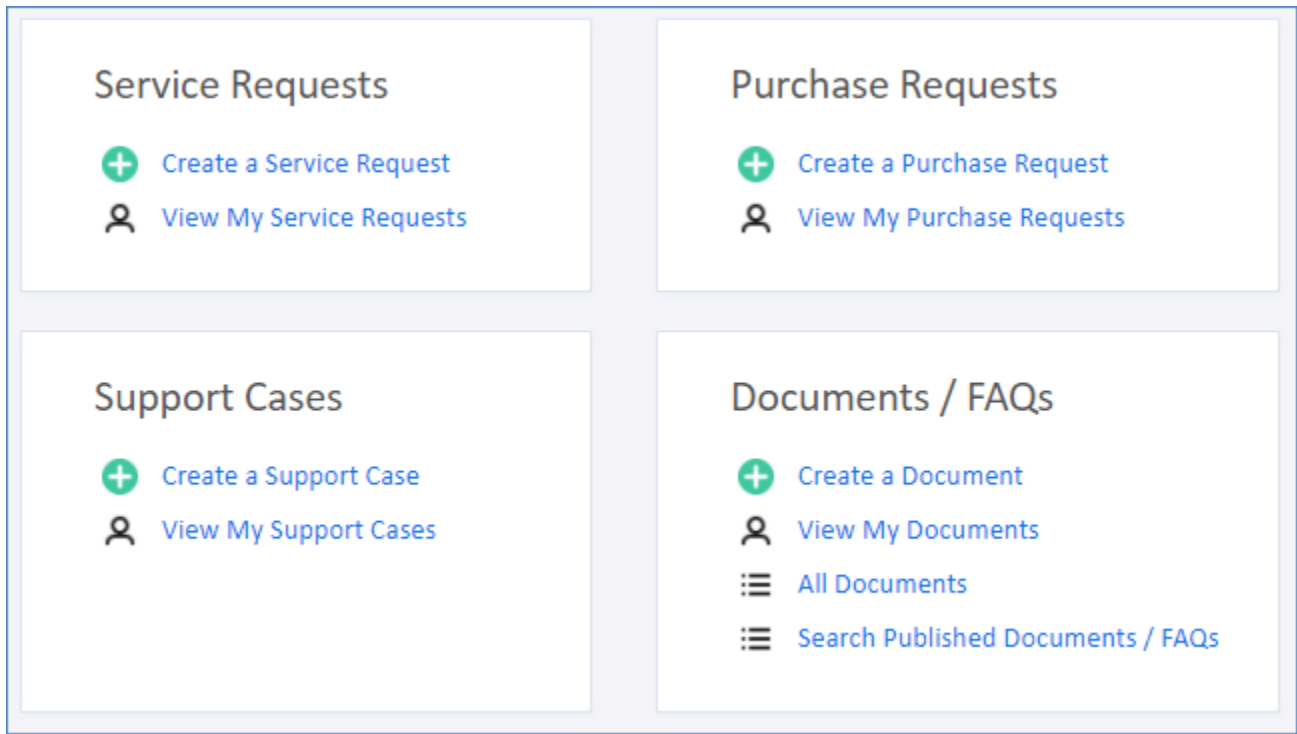 Service Requests
Create a Service Request
View My Service Requests
Purchase Requests
Create a Purchase Request
View My Purchase Requests
Support Cases
Create a Support Case
View My Support Cases
Documents / FAQs
Create a Document
View My Documents
All Documents
Search Published Documents / FAQs